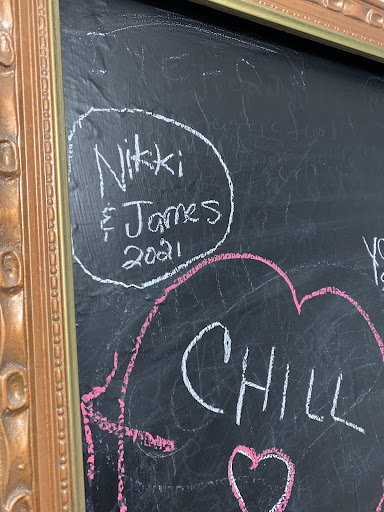 Nikki
& James
2021
CHILL